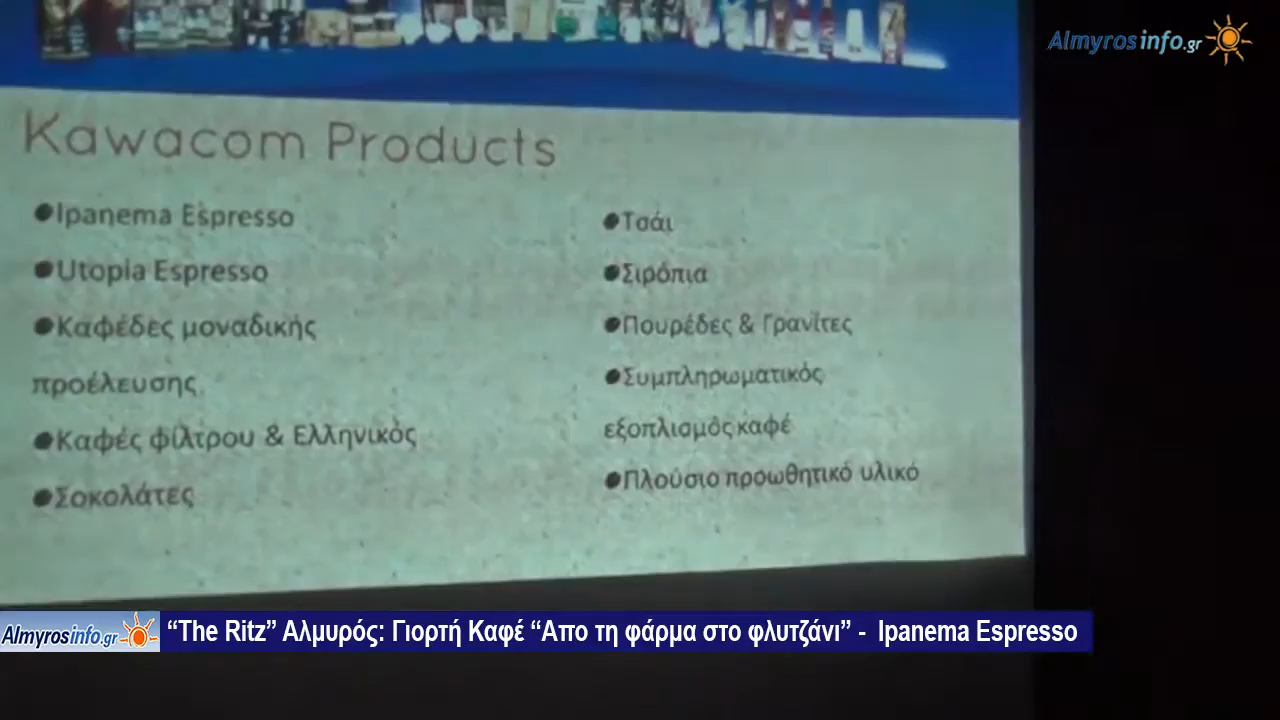 Almyrosinfo.gr
Kawacom Products
●Ipanema Espresso
●Utopia Espresso
●Καφέδες μοναδικής
προέλευσης
●Καφές φίλτρου & Ελληνικός
●Σοκολάτες
●Τσάι
●Σιρόπια
●Πουρέδες & Γρανίτες
●Συμπληρωματικός
εξοπλισμός καφέ
●Πλούσιο προωθητικό υλικό
Almyrosinfo.gr
“The Ritz” Αλμυρός: Γιορτή Καφέ “Απο τη φάρμα στο φλυτζάνι” - Ipanema Espresso